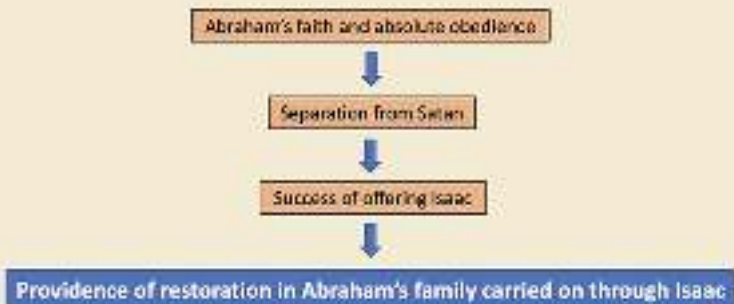 Abraham's faith and absolute obedience
Separation from Satan
Success of offering Isaac
Providence of restoration in Abraham's family carried on through Isaac